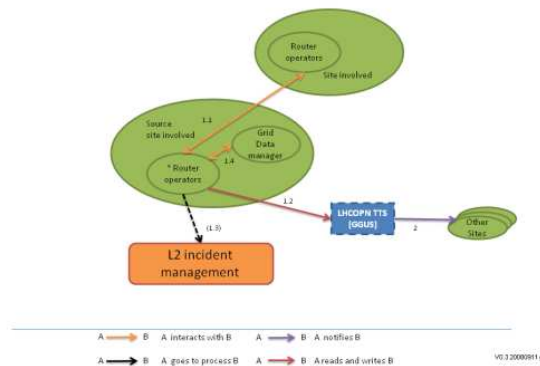 Router
operators
Site involved
1.1
Source
site involved
Grid
Data
manager
1.4
* Router
operators
1.2
LHCOPN TTS
[GGUS]
2
Other
Sites
(1.3)
L2 incident
management
A B A interacts with B A B A notifies B
A B A goes to process B A B A reads and writes B
V0.3 20080911